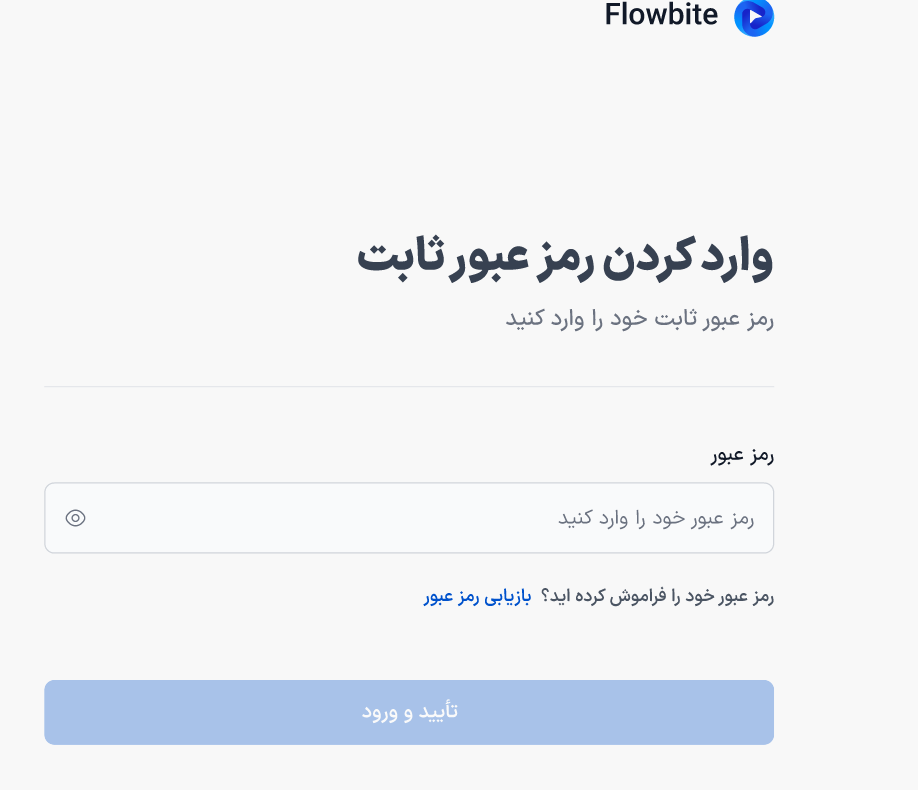 Flowbite
وارد کردن رمز عبور ثابت
رمز عبور ثابت خود را وارد کنید
رمز عبور
رمز عبور خود را وارد کنید
رمز عبور خود را فراموش کرده اید؟ بازیابی رمز عبور
تأیید و ورود